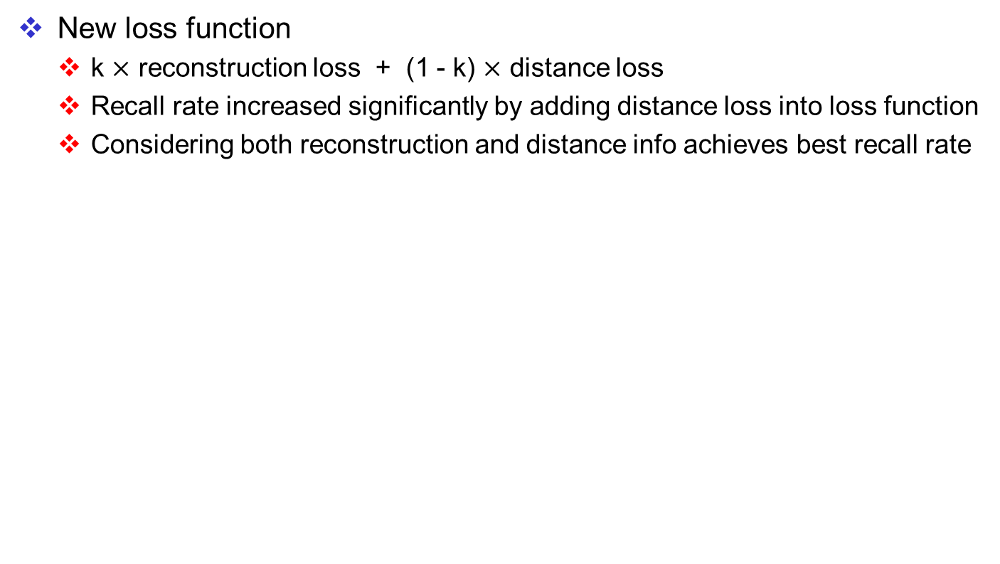 New loss function
k × reconstruction loss + (1 - k) × distance loss
Recall rate increased significantly by adding distance loss into loss function
Considering both reconstruction and distance info achieves best recall rate